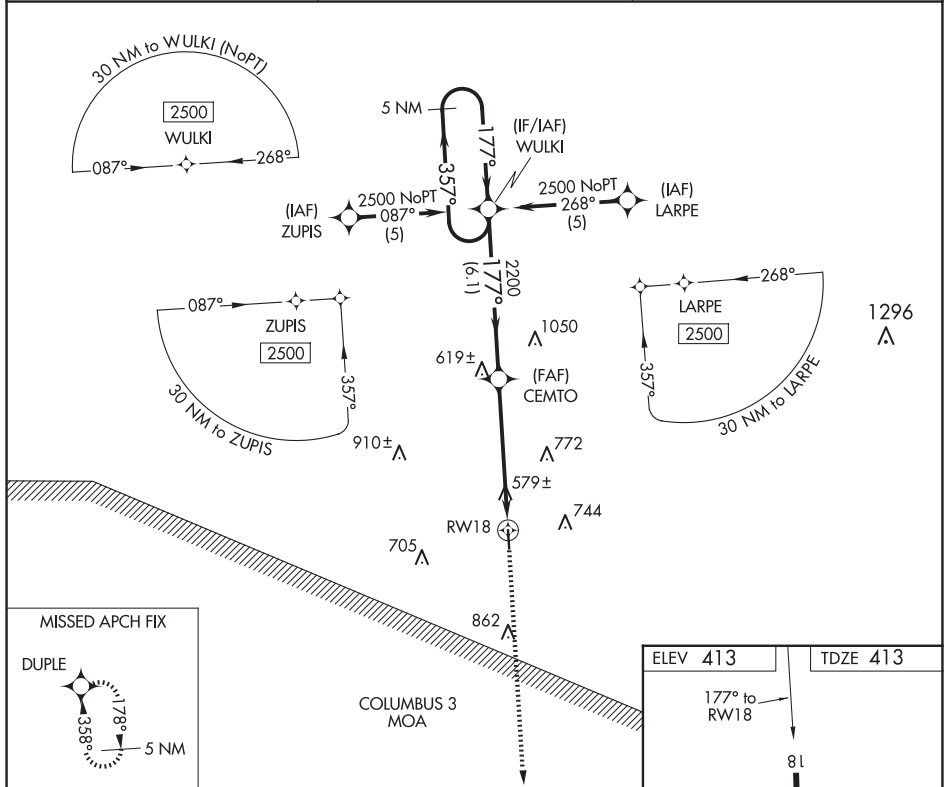 30 NM to WULKI (NoPT)
2500
WULKI
087°
268°
5 NM
177°
357°
(IF/IAF)
WULKI
(IAF)
ZUPIS
2500 NoPT
087°
(5)
2500 NoPT
268°
(5)
(IAF)
LARPE
2200
177°
(6.1)
087°
ZUPIS
2500
357°
30 NM to ZUPIS
268°
LARPE
2500
357°
30 NM to LARPE
1296
1050
619±
(FAF)
CEMTO
910±
772
579±
744
RW18
705
862
MISSED APCH FIX
DUPLE
178°
358°
5 NM
COLUMBUS 3
MOA
ELEV 413
TDZE 413
177° to
RW18
18